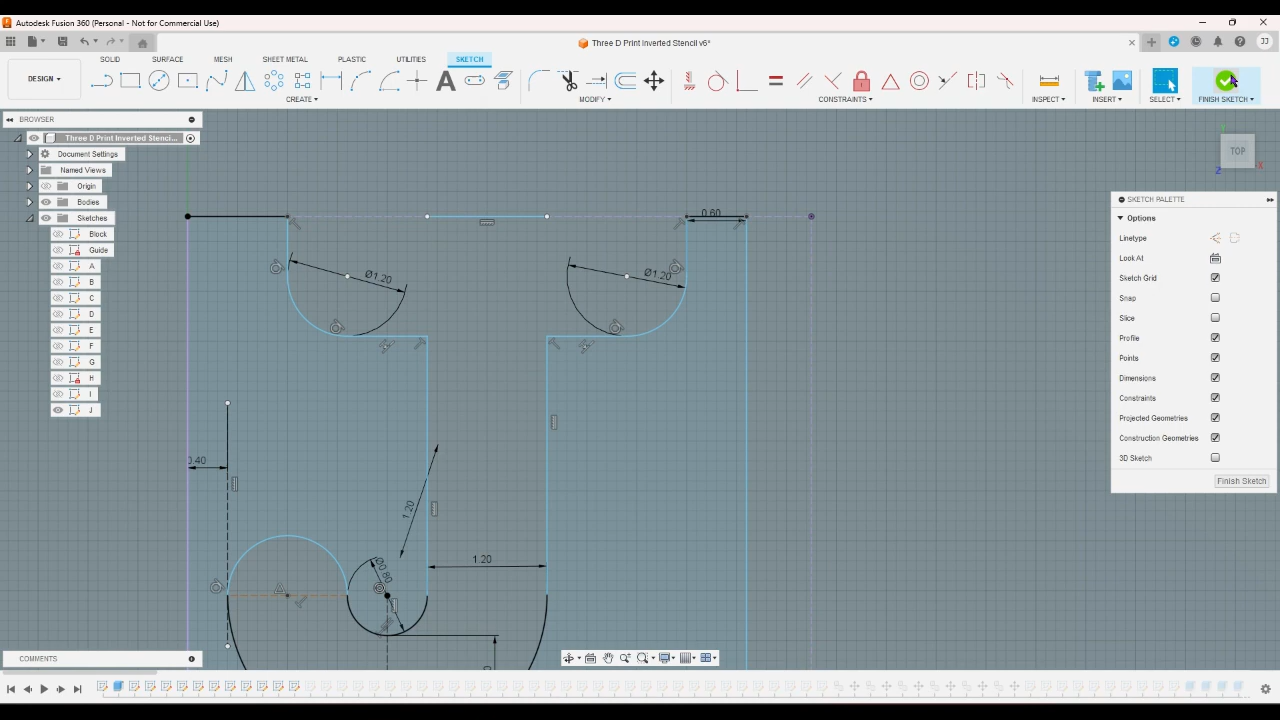 Autodesk Fusion 360 (Personal - Not for Commercial Use)
Three D Print Inverted Stencil v6*
JJ
DESIGN
SOLID SURFACE MESH SHEET METAL PLASTIC UTILITIES SKETCH
CREATE MODIFY CONSTRAINTS INSPECT INSERT SELECT FINISH SKETCH
BROWSER
Three D Print Inverted Stenci...
Document Settings
Named Views
Origin
Bodies
Sketches
Block
Guide
A
B
C
D
E
F
G
H
I
J
TOP
X
Y
Z
0.60
Ø1.20
Ø1.20
0.40
1.20
1.20
Ø0.80
SKETCH PALETTE
Options
Linetype
Look At
Sketch Grid
Snap
Slice
Profile
Points
Dimensions
Constraints
Projected Geometries
Construction Geometries
3D Sketch
Finish Sketch
COMMENTS